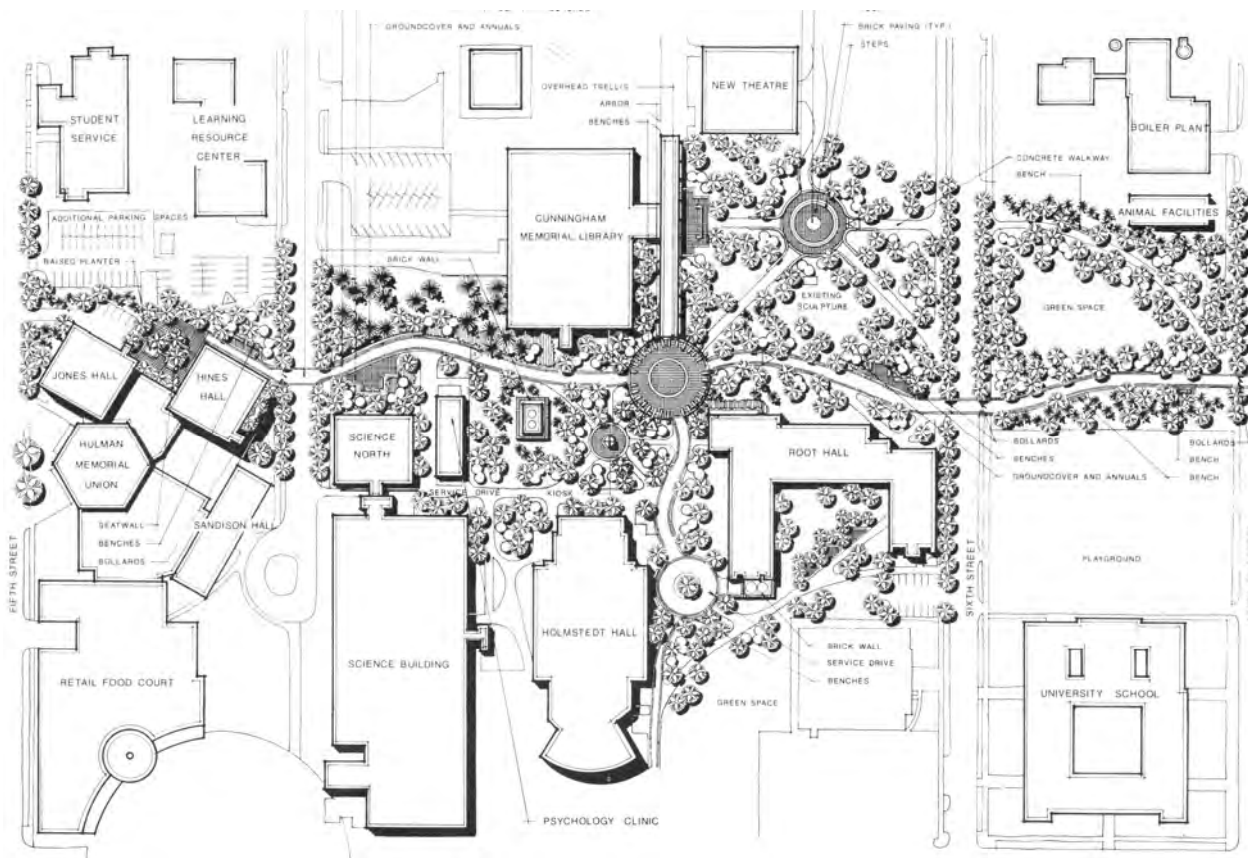 GROUNDCOVER AND ANNUALS
BRICK PAVING (TYP.)
STEPS
STUDENT
SERVICE
LEARNING
RESOURCE
CENTER
OVERHEAD TRELLIS
ARBOR
BENCHES
NEW THEATRE
BOILER PLANT
CONCRETE WALKWAY
BENCH
ANIMAL FACILITIES
ADDITIONAL PARKING SPACES
RAISED PLANTER
CUNNINGHAM
MEMORIAL LIBRARY
BRICK WALL
EXISTING
SCULPTURE
GREEN SPACE
JONES HALL
HINES
HALL
HULMAN
MEMORIAL
UNION
SCIENCE
NORTH
ROOT HALL
BOLLARDS
BENCHES
GROUNDCOVER AND ANNUALS
BOLLARDS
BENCH
BENCH
SERVICE DRIVE
KIOSK
SEATWALL
BENCHES
BOLLARDS
SANDISON HALL
FIFTH STREET
SIXTH STREET
PLAYGROUND
HOLMSTEDT HALL
SCIENCE BUILDING
RETAIL FOOD COURT
BRICK WALL
SERVICE DRIVE
BENCHES
GREEN SPACE
UNIVERSITY SCHOOL
PSYCHOLOGY CLINIC